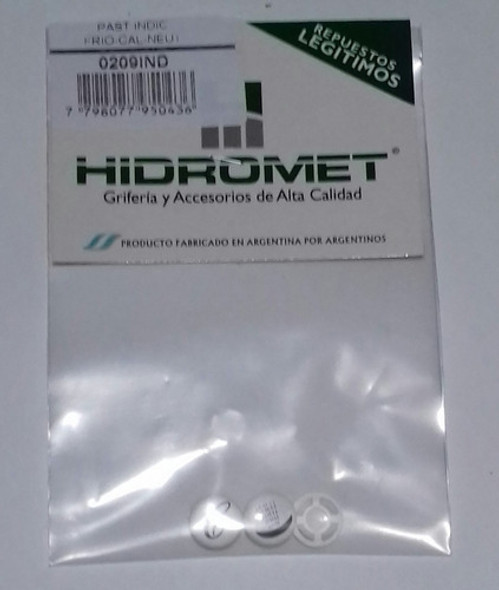 PAST INDIC
FRIO-CAL-NEUT
0209IND
7 798077 950436
REPUESTOS
LEGITIMOS
HIDROMET®
Grifería y Accesorios de Alta Calidad
PRODUCTO FABRICADO EN ARGENTINA POR ARGENTINOS